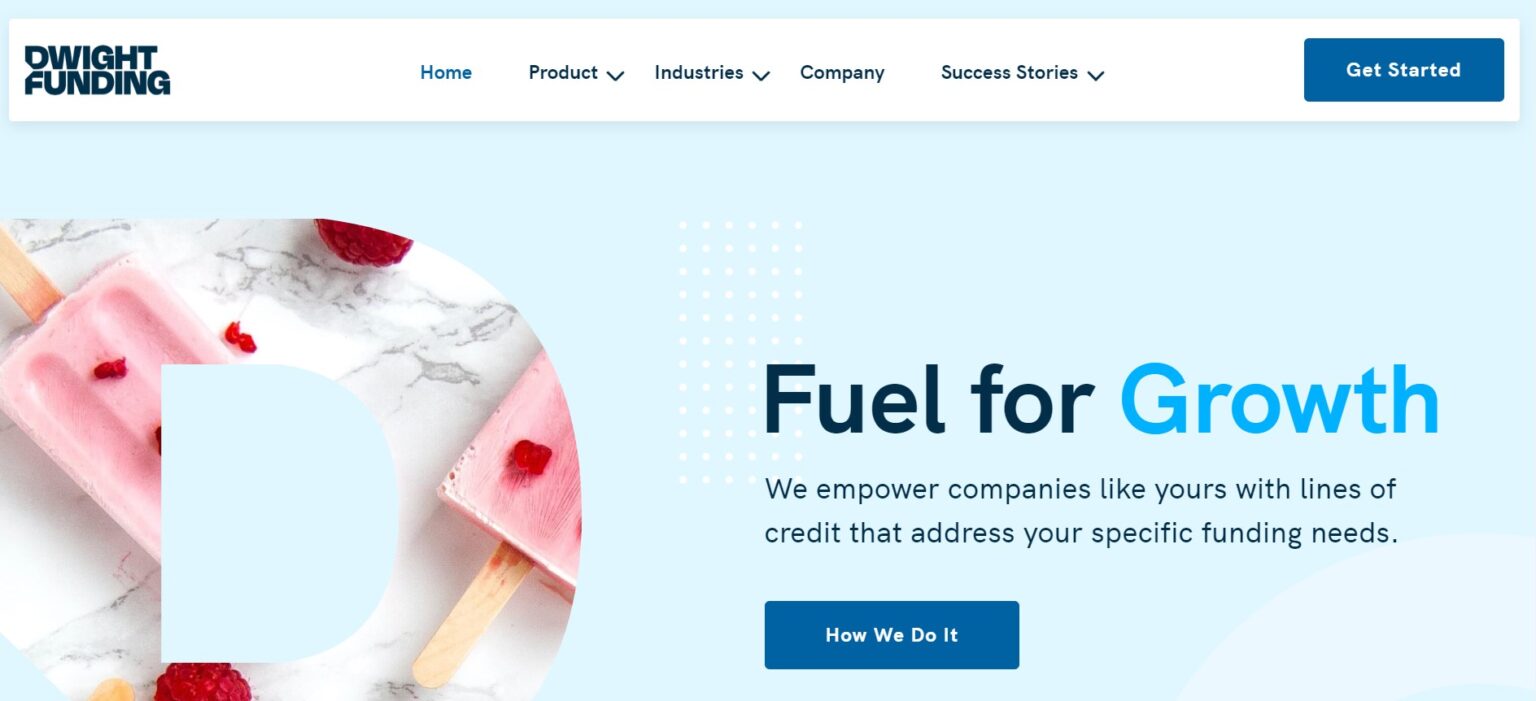 DWIGHT
FUNDING
Home
Product
Industries
Company
Success Stories
Get Started
Fuel for Growth
We empower companies like yours with lines of
credit that address your specific funding needs.
How We Do It